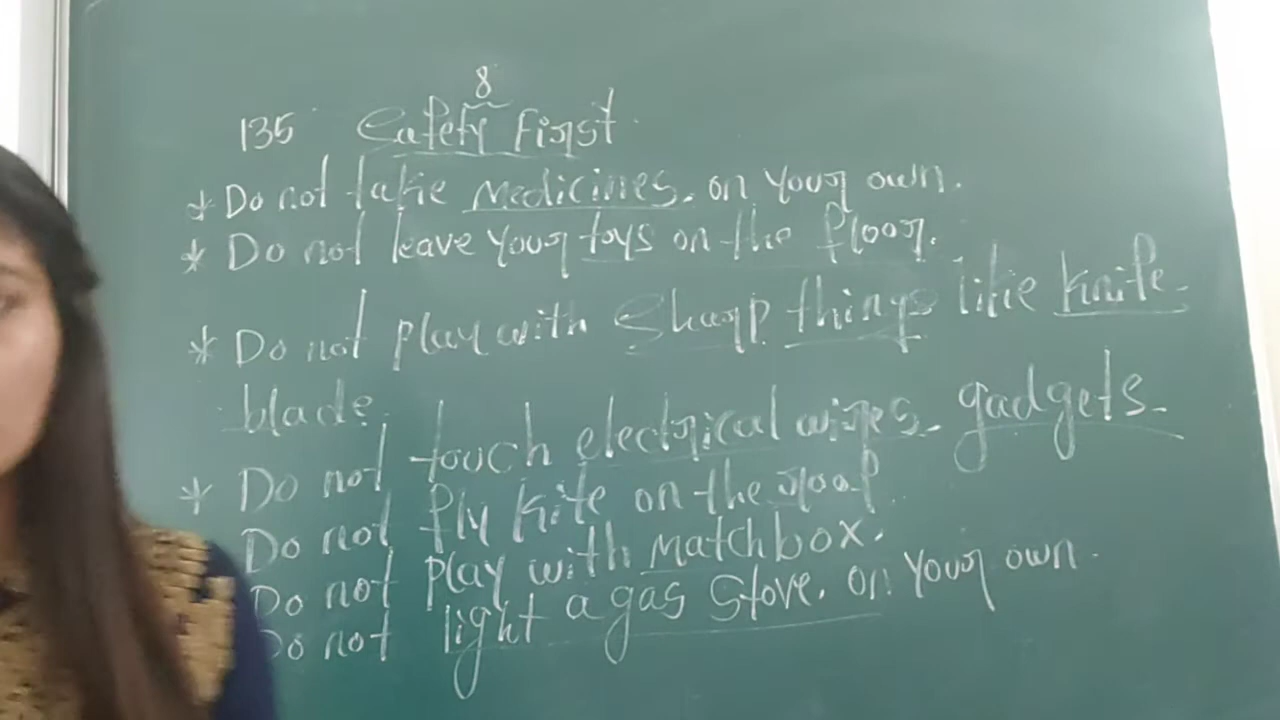 8
135 Safety First.
* Do not take Medicines. on your own.
* Do not leave your toys on the floor.
* Do not play with Sharp things like knife-
blade.
* Do not touch electrical wires. gadgets-
Do not fly kite on the roof.
Do not play with Matchbox.
Do not light a gas Stove. on your own.